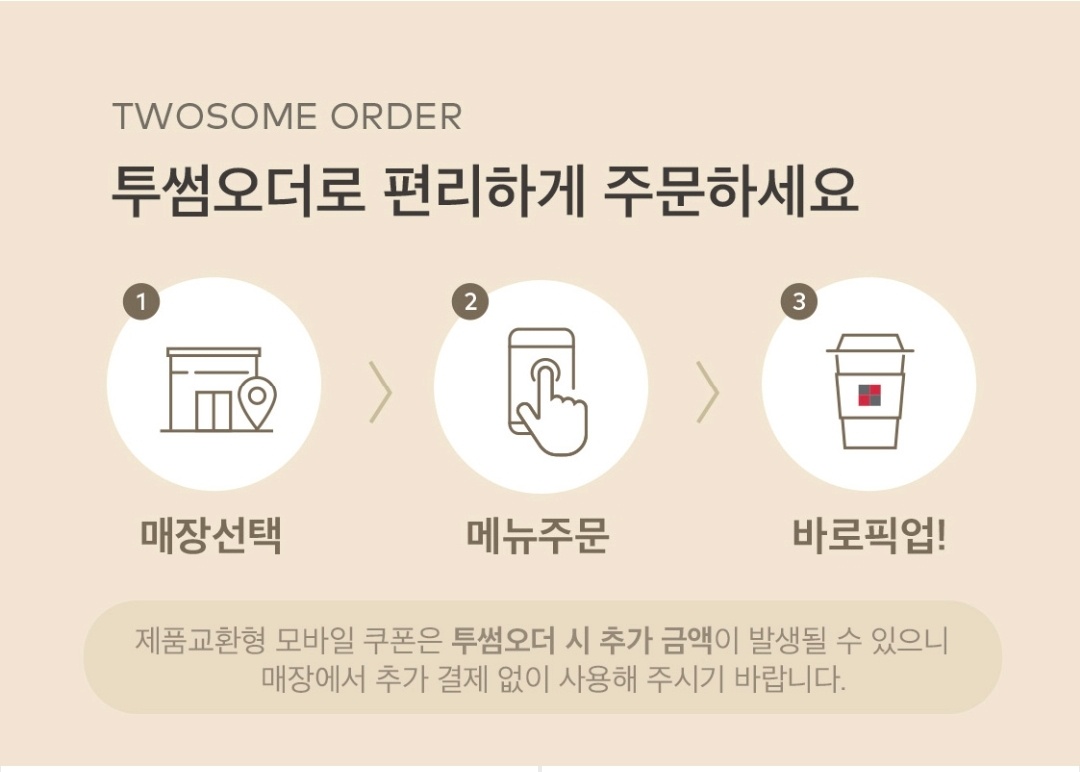 TWOSOME ORDER
투썸오더로 편리하게 주문하세요
1
2
3
매장선택
메뉴주문
바로픽업!
제품교환형 모바일 쿠폰은 투썸오더 시 추가 금액이 발생될 수 있으니
매장에서 추가 결제 없이 사용해 주시기 바랍니다.